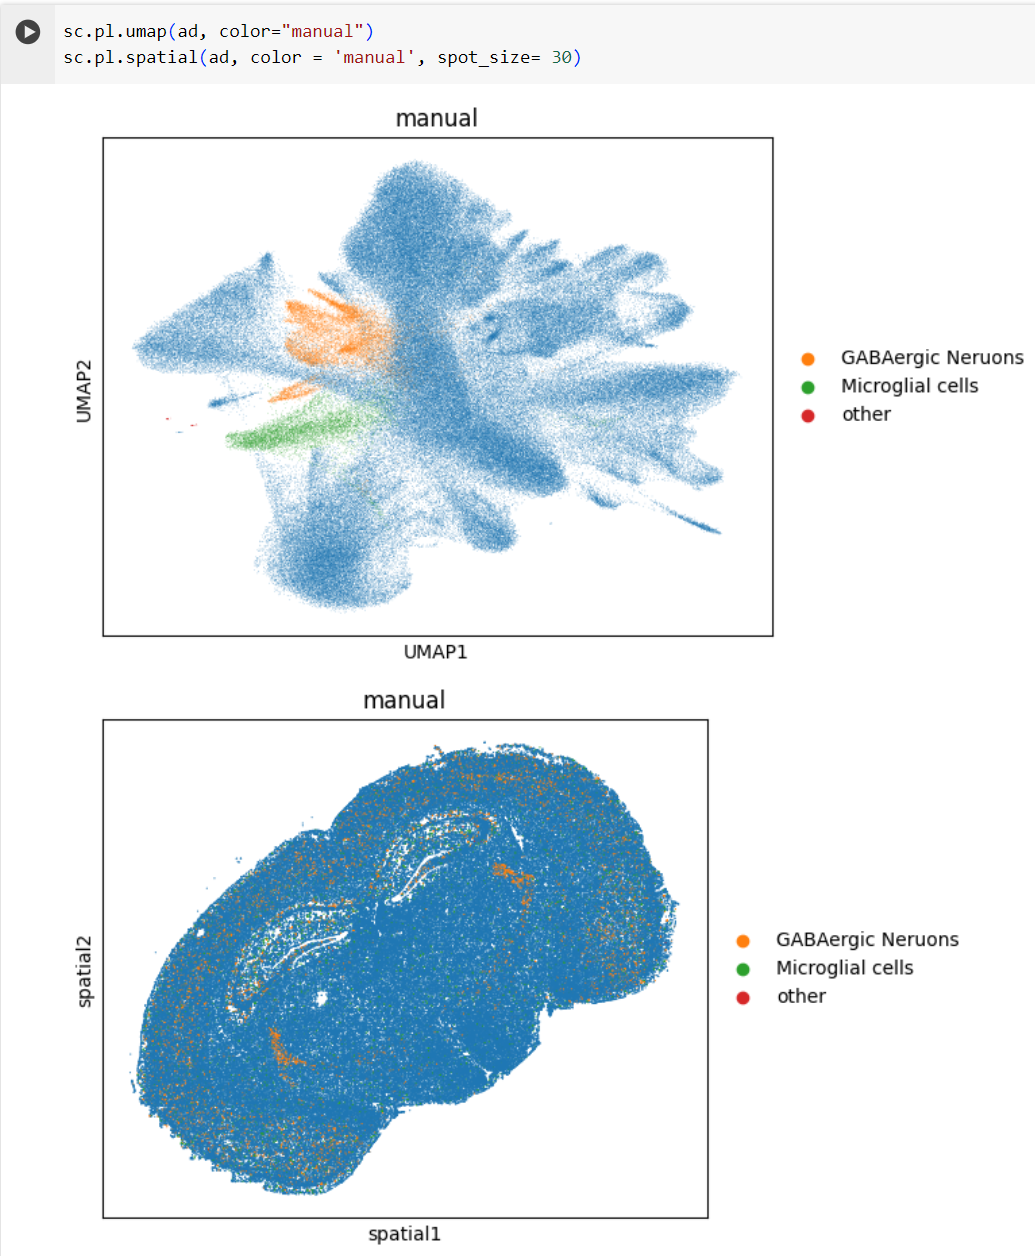 sc.pl.umap(ad, color="manual")
sc.pl.spatial(ad, color = 'manual', spot_size= 30)
manual
UMAP2
GABAergic Neruons
Microglial cells
other
UMAP1
manual
spatial2
GABAergic Neruons
Microglial cells
other
spatial1